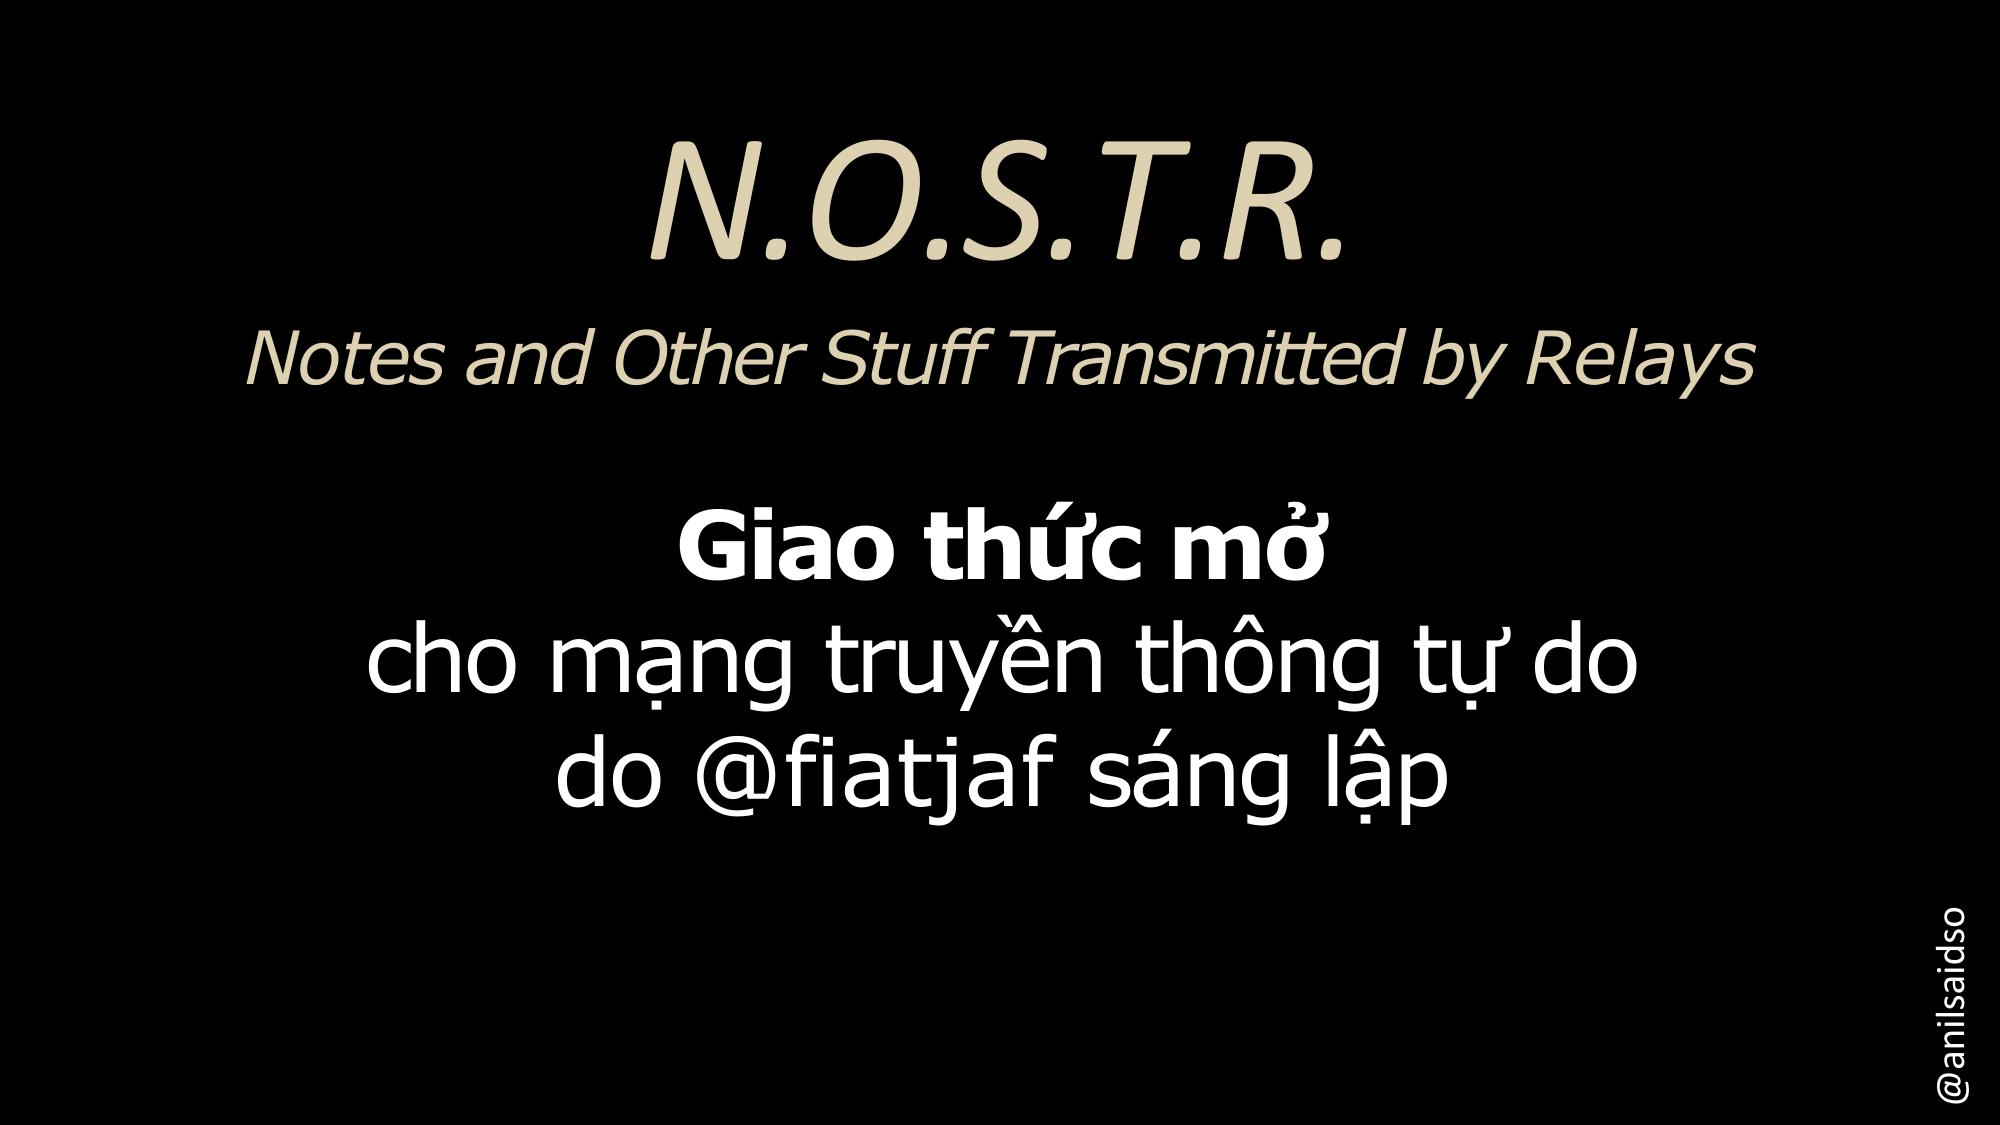 N.O.S.T.R.
Notes and Other Stuff Transmitted by Relays
Giao thức mở
cho mạng truyền thông tự do
do @fiatjaf sáng lập
@anilsaidso